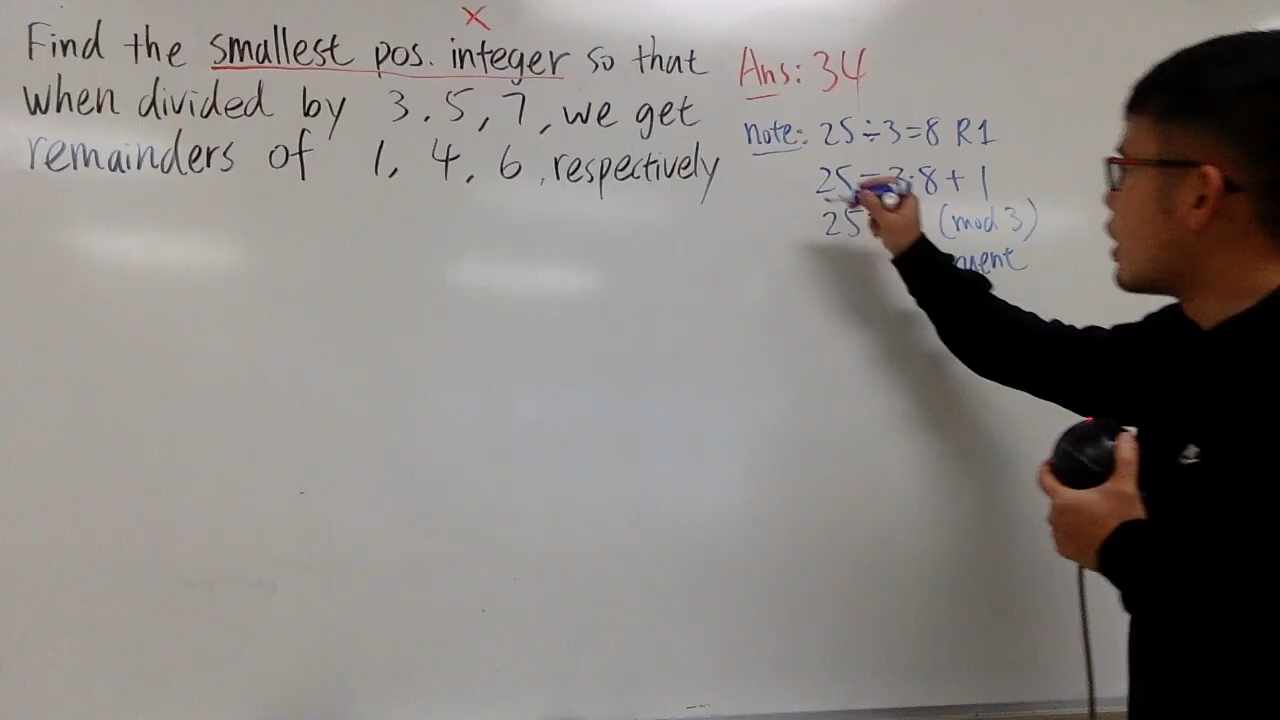 x
Find the smallest pos. integer so that
when divided by 3, 5, 7, we get
remainders of 1, 4, 6, respectively
Ans: 34
note: 25÷3=8 R1
25=3·8+1
25 (mod 3)